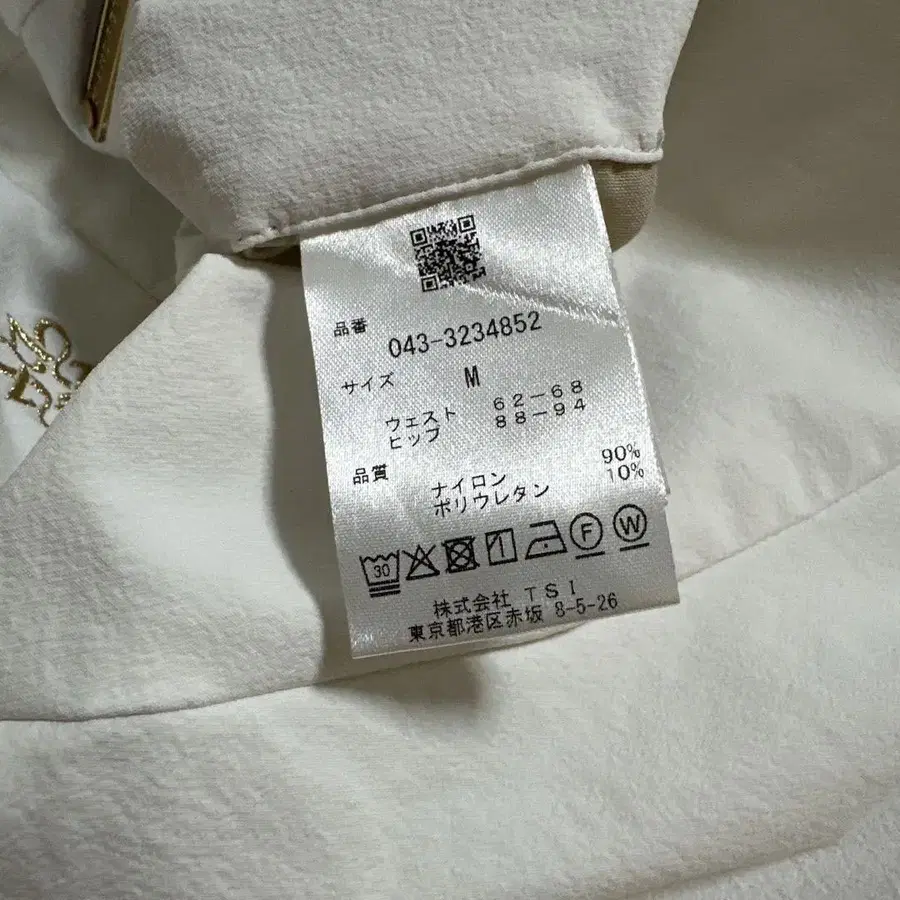 品番
043-3234852
サイズ M
ウェスト 62-68
ヒップ 88-94
品質
ナイロン 90%
ポリウレタン 10%
30 F W
株式会社 TSI
東京都港区赤坂 8-5-26